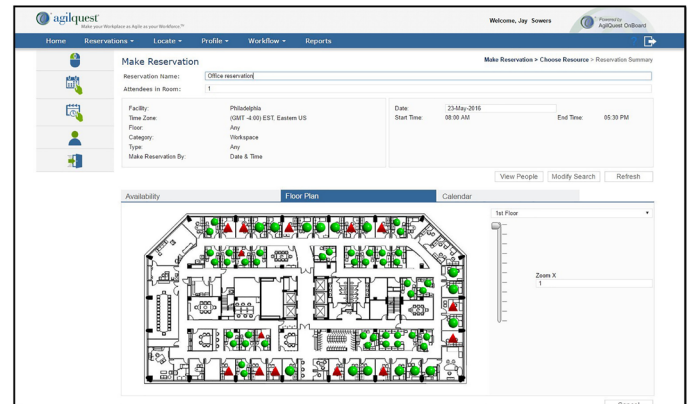 agilquest
Make your Workplace as Agile as your Workforce.™
Welcome, Jay Sowers
Powered by
AgilQuest OnBoard
Home Reservations Locate Profile Workflow Reports
Make Reservation
Make Reservation > Choose Resource > Reservation Summary
Reservation Name: Office reservation
Attendees in Room: 1
Facility: Philadelphia
Time Zone: (GMT -4:00) EST, Eastern US
Floor: Any
Category: Workspace
Type: Any
Make Reservation By: Date & Time
Date 23-May-2016
Start Time: 08:00 AM End Time: 05:30 PM
View People Modify Search Refresh
Availability Floor Plan Calendar
1st Floor
Zoom X
1